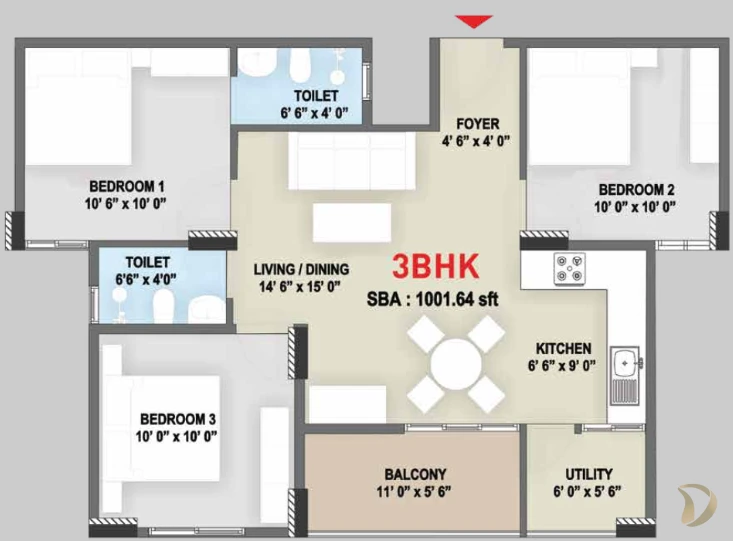 TOILET
6' 6" x 4' 0"
FOYER
4' 6" x 4' 0"
BEDROOM 1
10' 6" x 10' 0"
BEDROOM 2
10' 0" x 10' 0"
TOILET
6'6" x 4'0"
LIVING / DINING
14' 6" x 15' 0"
3BHK
SBA : 1001.64 sft
KITCHEN
6' 6" x 9' 0"
BEDROOM 3
10' 0" x 10' 0"
BALCONY
11' 0" x 5' 6"
UTILITY
6' 0" x 5' 6"